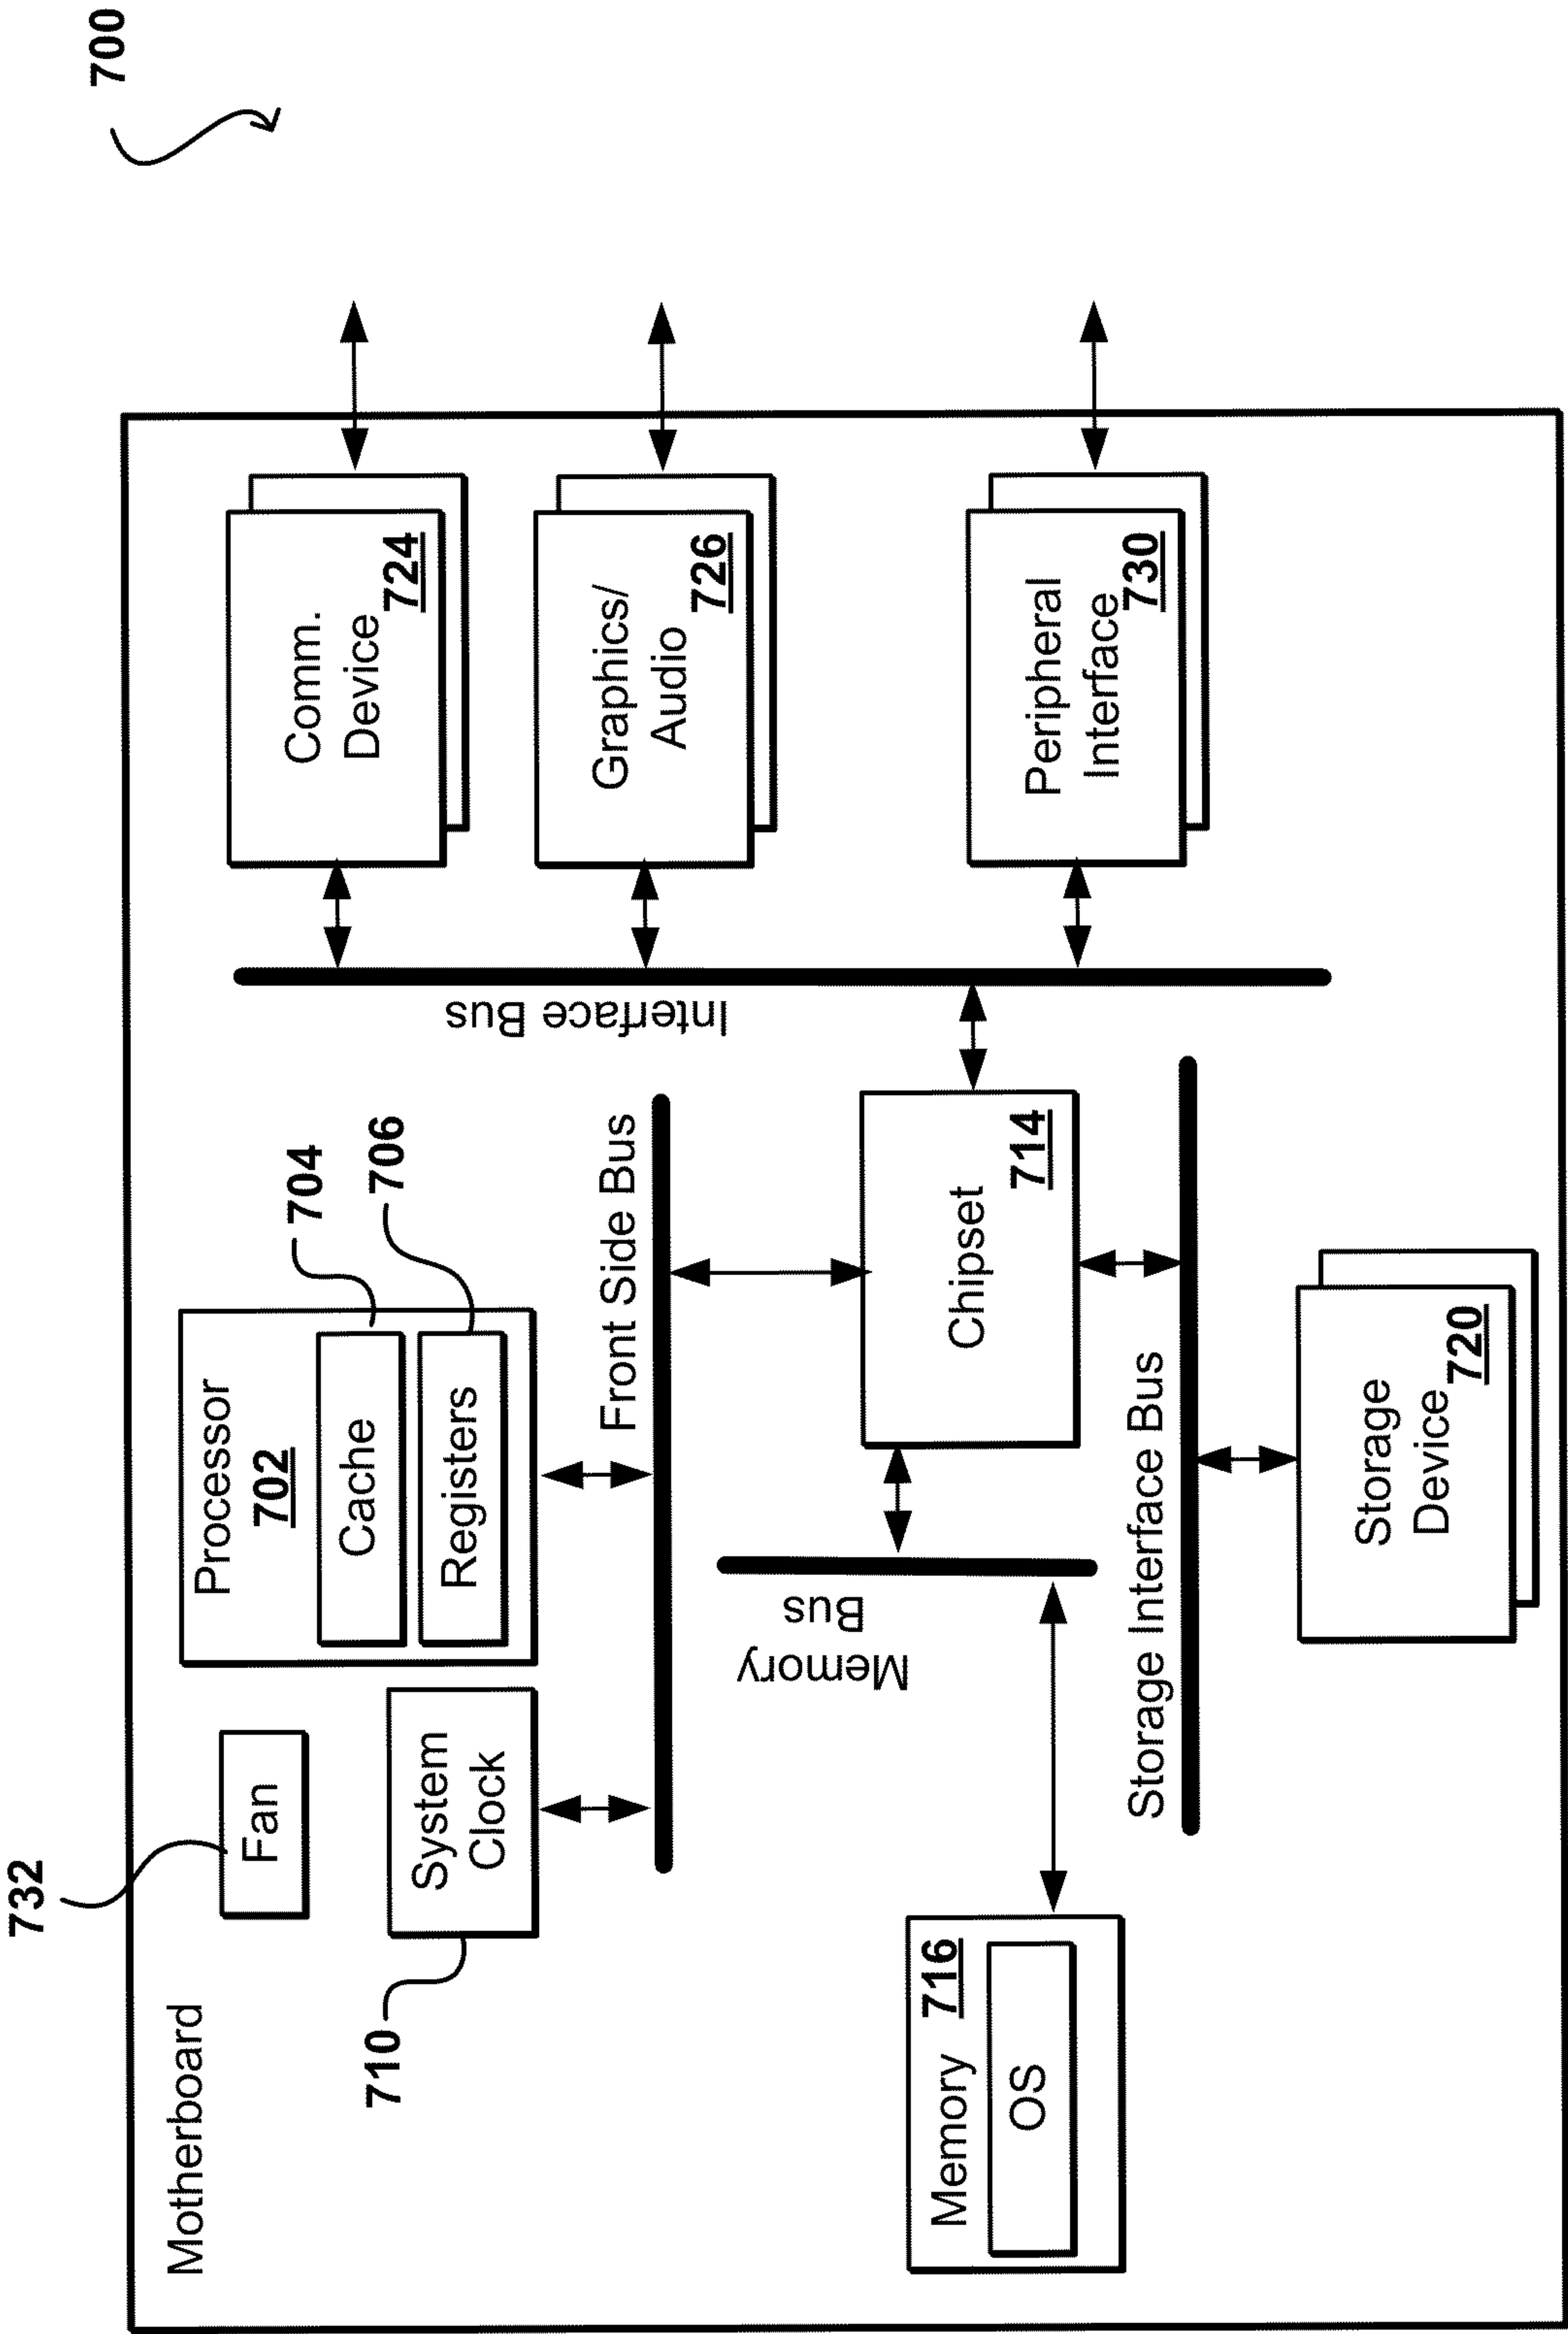 700
732
Motherboard
Fan
Processor
702
Cache
Registers
704
706
710
System
Clock
Front Side Bus
Comm.
Device
724
Graphics/
Audio
726
Peripheral
Interface
730
Interface Bus
Chipset
714
Memory
Bus
Memory 716
OS
Storage Interface Bus
Storage
Device
720